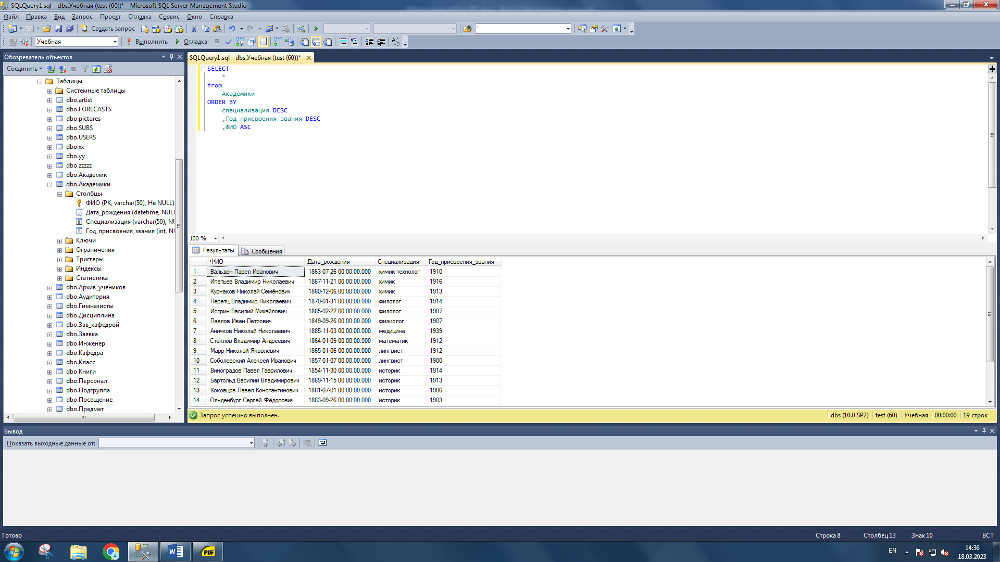 SQLQuery1.sql - dbs.Учебная (test (60))* - Microsoft SQL Server Management Studio
Файл Правка Вид Запрос Проект Отладка Сервис Окно Справка
Создать запрос
Учебная Выполнить Отладка
Обозреватель объектов
Соединить
Таблицы
Системные таблицы
dbo.artist
dbo.FORECASTS
dbo.pictures
dbo.SUBS
dbo.USERS
dbo.xx
dbo.yy
dbo.zzzzz
dbo.Академик
dbo.Академики
Столбцы
ФИО (PK, varchar(50), Не NULL)
Дата_рождения (datetime, NULL
Специализация (varchar(50), NU
Год_присвоения_звания (int, NU
Ключи
Ограничения
Триггеры
Индексы
Статистика
dbo.Архив_учеников
dbo.Аудитория
dbo.Гимназисты
dbo.Дисциплина
dbo.Зав_кафедрой
dbo.Заявка
dbo.Инженер
dbo.Кафедра
dbo.Класс
dbo.Книги
dbo.Персонал
dbo.Подгруппа
dbo.Посещение
dbo.Предмет
SQLQuery1.sql - dbs.Учебная (test (60))*
SELECT
*
from
Академики
ORDER BY
специализация DESC
,Год_присвоения_звания DESC
,ФИО ASC
100 %
Результаты Сообщения
ФИО Дата_рождения Специализация Год_присвоения_звания
1 Вальден Павел Иванович 1863-07-26 00:00:00.000 химик-технолог 1910
2 Ипатьев Владимир Николаевич 1867-11-21 00:00:00.000 химик 1916
3 Курнаков Николай Семёнович 1860-12-06 00:00:00.000 химик 1913
4 Перетц Владимир Николаевич 1870-01-31 00:00:00.000 филолог 1914
5 Истрин Василий Михайлович 1865-02-22 00:00:00.000 филолог 1907
6 Павлов Иван Петрович 1849-09-26 00:00:00.000 физиолог 1907
7 Аничков Николай Николаевич 1885-11-03 00:00:00.000 медицина 1939
8 Стеклов Владимир Андреевич 1864-01-09 00:00:00.000 математик 1912
9 Марр Николай Яковлевич 1865-01-06 00:00:00.000 лингвист 1912
10 Соболевский Алексей Иванович 1857-01-07 00:00:00.000 лингвист 1900
11 Виноградов Павел Гаврилович 1854-11-30 00:00:00.000 историк 1914
12 Бартольд Василий Владимирович 1869-11-15 00:00:00.000 историк 1913
13 Коковцов Павел Константинович 1861-07-01 00:00:00.000 историк 1906
14 Ольденбург Сергей Фёдорович 1863-09-26 00:00:00.000 историк 1903
Запрос успешно выполнен. dbs (10.0 SP2) test (60) Учебная 00:00:00 19 строк
Вывод
Показать выходные данные от:
Готово Строка 8 Столбец 13 Знак 10 ВСТ
W PDF EN 14:36
18.03.2023